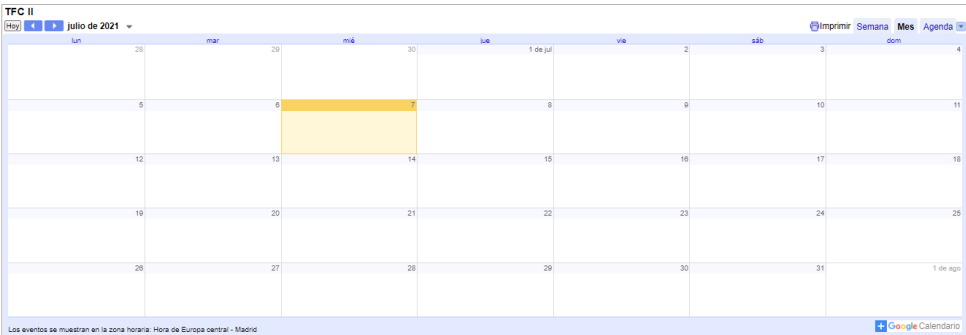 TFC II
Hoy julio de 2021 Imprimir Semana Mes Agenda
lun mar mié jue vie sáb dom
28 29 30 1 de jul 2 3 4
5 6 7 8 9 10 11
12 13 14 15 16 17 18
19 20 21 22 23 24 25
26 27 28 29 30 31 1 de ago
Los eventos se muestran en la zona horaria: Hora de Europa central - Madrid
+ Google Calendario